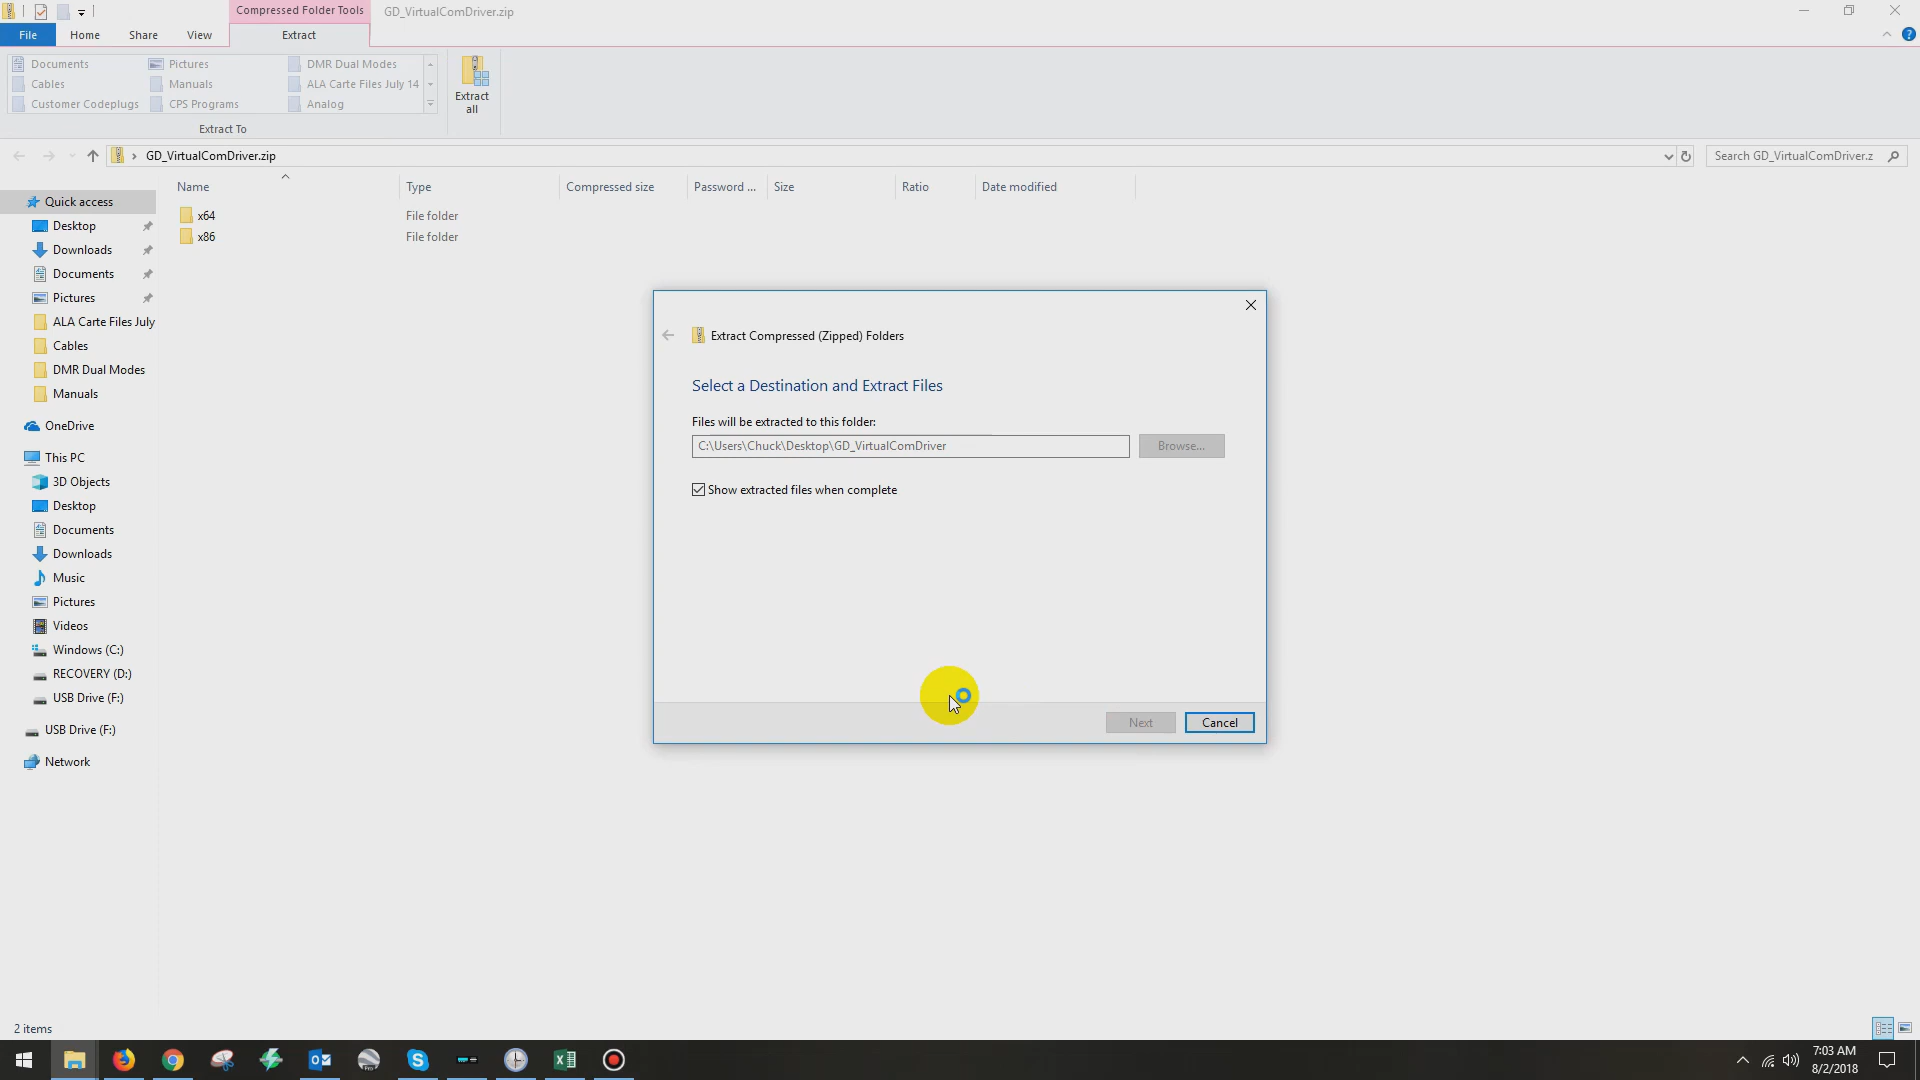 Compressed Folder Tools
GD_VirtualComDriver.zip
File
Home
Share
View
Extract
Documents
Pictures
DMR Dual Modes
Cables
Manuals
ALA Carte Files July 14
Customer Codeplugs
CPS Programs
Analog
Extract
all
Extract To
GD_VirtualComDriver.zip
Search GD_VirtualComDriver.z
Name
Type
Compressed size
Password ...
Size
Ratio
Date modified
x64
File folder
x86
File folder
Quick access
Desktop
Downloads
Documents
Pictures
ALA Carte Files July
Cables
DMR Dual Modes
Manuals
OneDrive
This PC
3D Objects
Desktop
Documents
Downloads
Music
Pictures
Videos
Windows (C:)
RECOVERY (D:)
USB Drive (F:)
USB Drive (F:)
Network
Extract Compressed (Zipped) Folders
Select a Destination and Extract Files
Files will be extracted to this folder:
C:\Users\Chuck\Desktop\GD_VirtualComDriver
Browse...
Show extracted files when complete
Next
Cancel
2 items
7:03 AM
8/2/2018